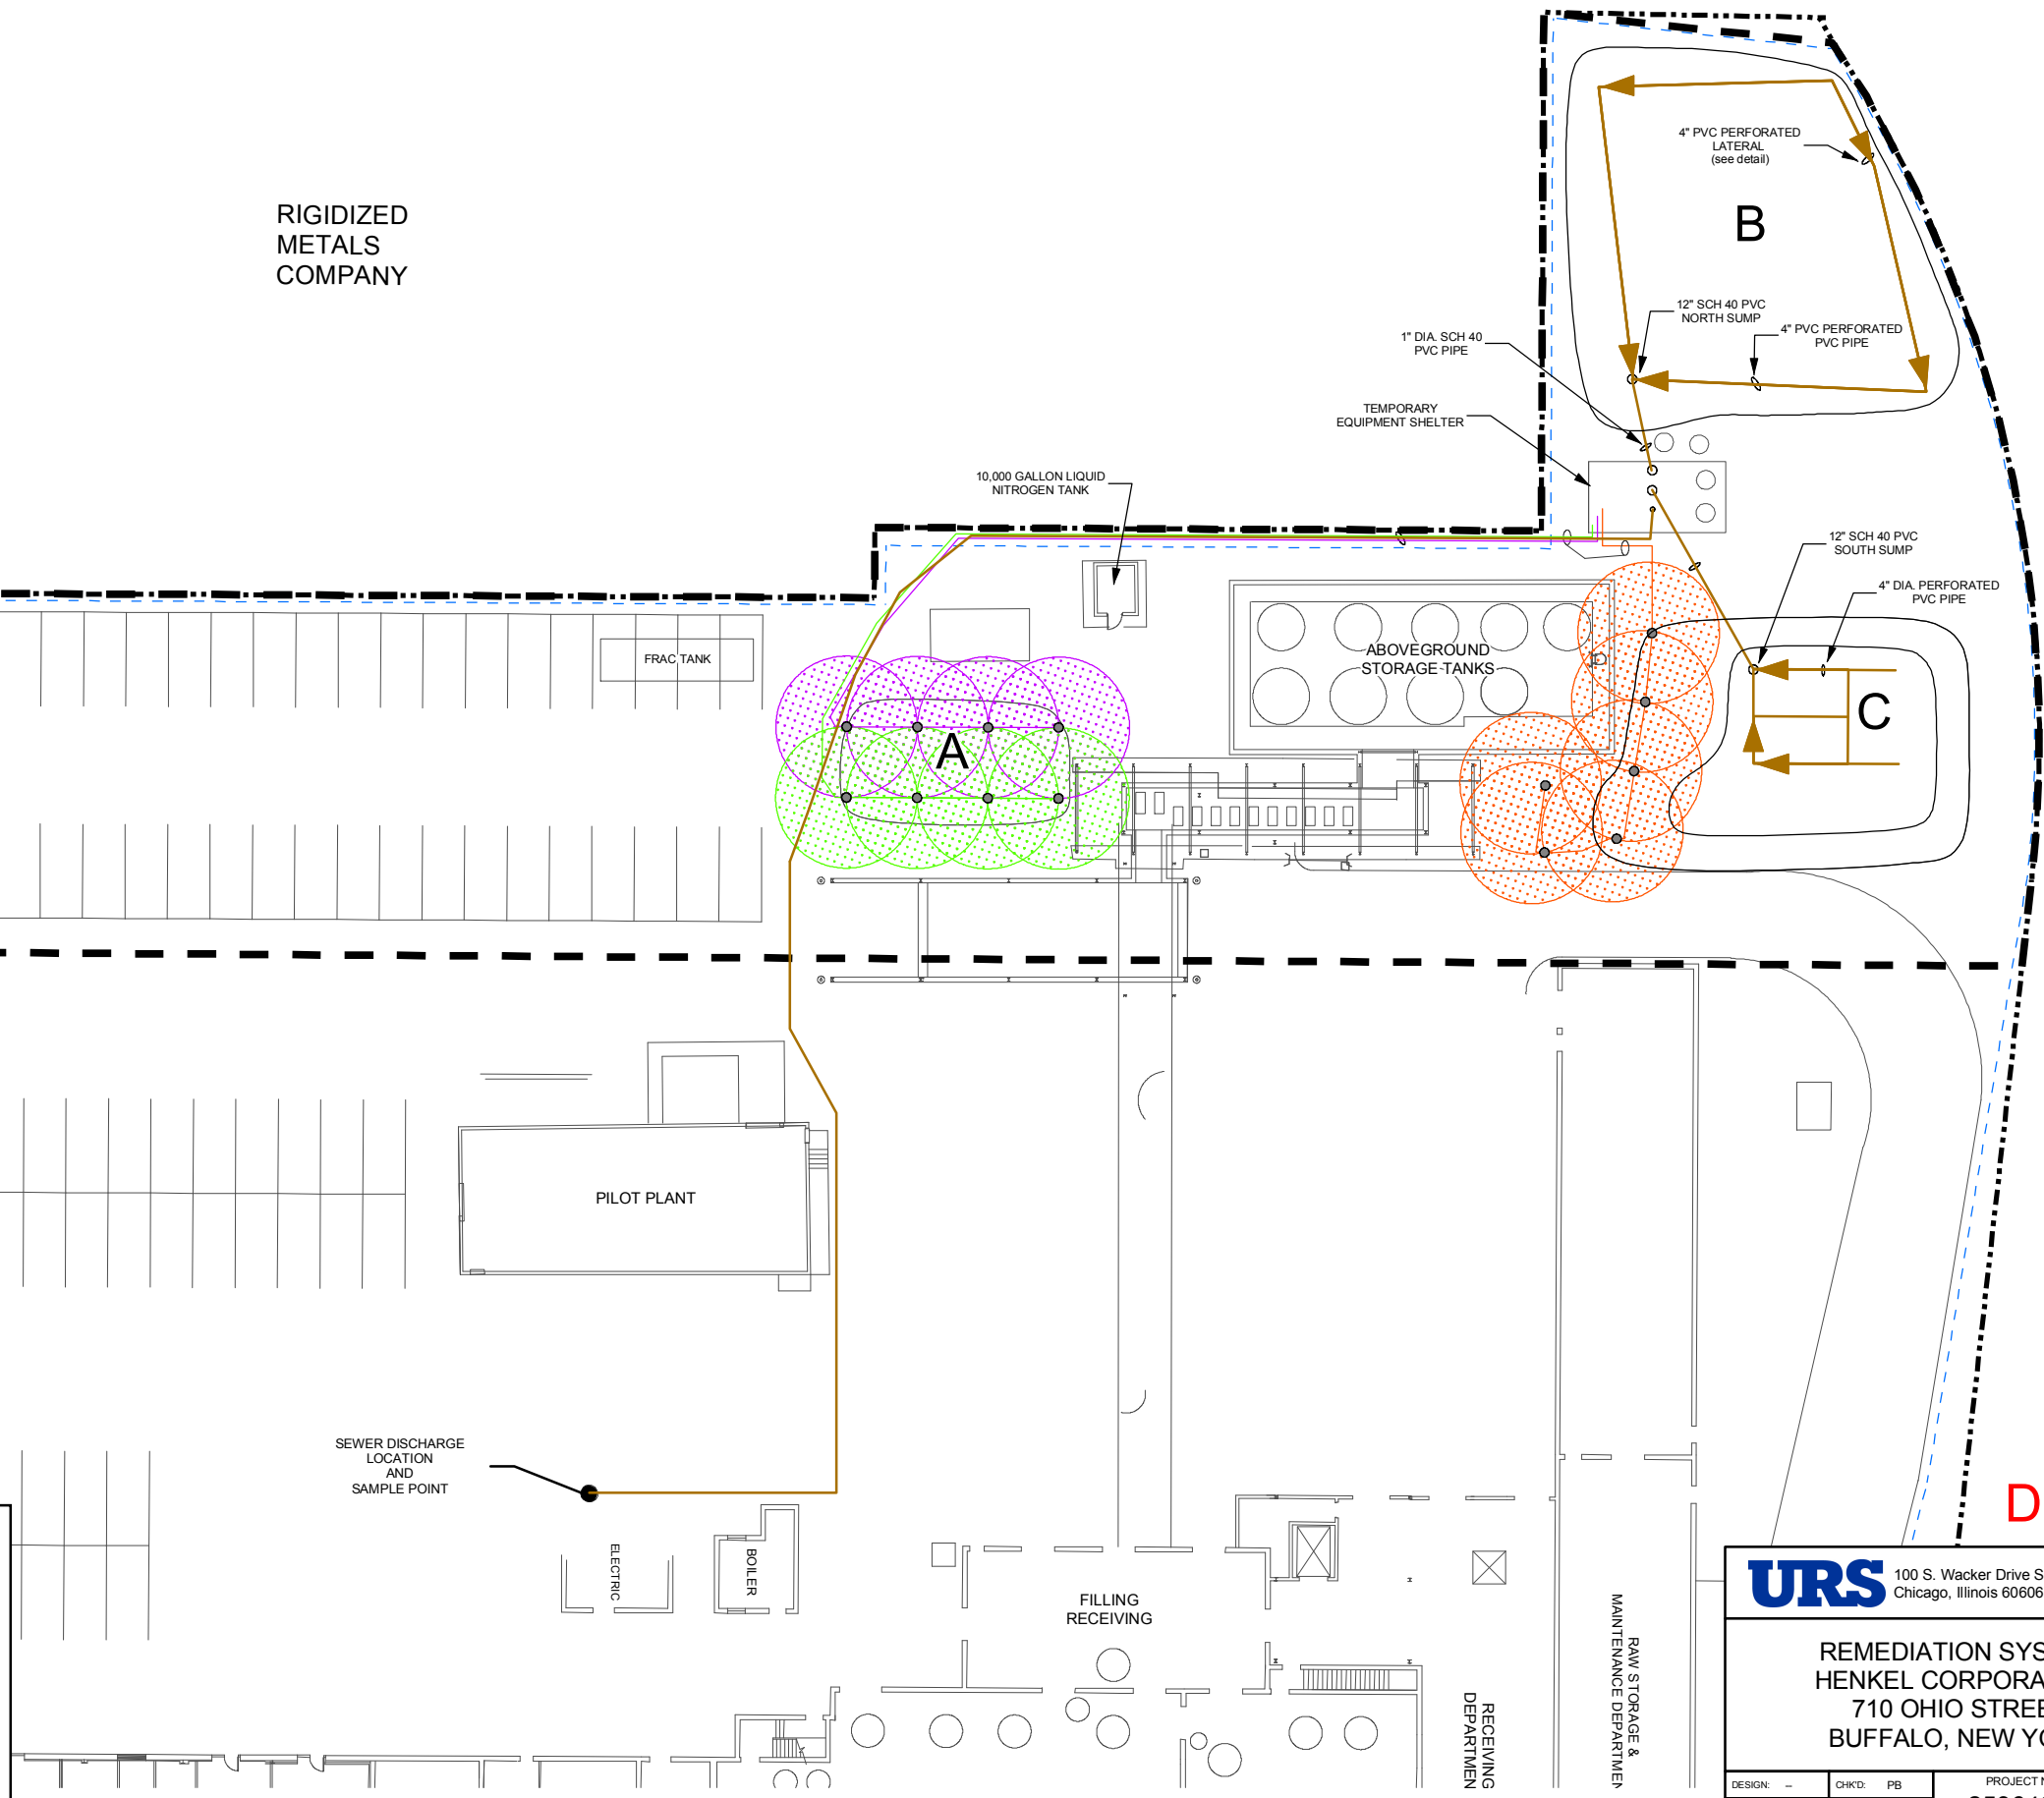 RIGIDIZED
METALS
COMPANY
4" PVC PERFORATED
LATERAL
(see detail)
B
12" SCH 40 PVC
NORTH SUMP
4" PVC PERFORATED
PVC PIPE
1" DIA. SCH 40
PVC PIPE
TEMPORARY
EQUIPMENT SHELTER
10,000 GALLON LIQUID
NITROGEN TANK
12" SCH 40 PVC
SOUTH SUMP
4" DIA. PERFORATED
PVC PIPE
FRAC TANK
ABOVEGROUND
STORAGE TANKS
A
C
PILOT PLANT
SEWER DISCHARGE
LOCATION
AND
SAMPLE POINT
ELECTRIC
BOILER
FILLING
RECEIVING
RECEIVING
DEPARTMEN
RAW STORAGE &
MAINTENANCE DEPARTMEN
D
URS
100 S. Wacker Drive S
Chicago, Illinois 60606
REMEDIATION SYS
HENKEL CORPORA
710 OHIO STREE
BUFFALO, NEW YO
DESIGN: --
CHK'D: PB
PROJECT N